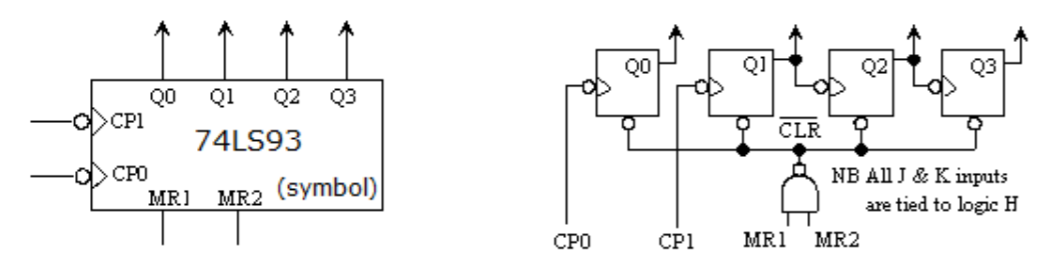 Q0 Q1 Q2 Q3
CP1
74LS93
CP0
MR1 MR2 (symbol)
Q0 Q1 Q2 Q3
CLR
NB All J & K inputs
are tied to logic H
CP0 CP1 MR1 MR2